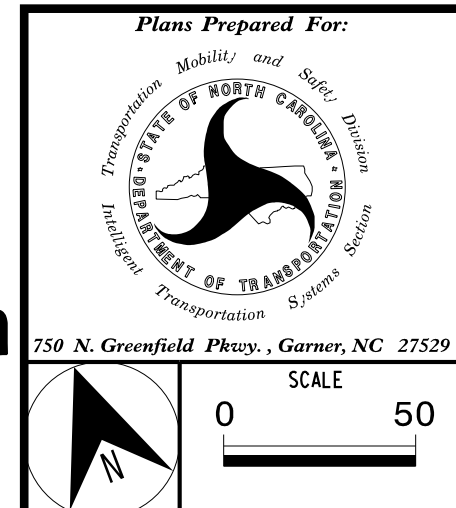 Plans Prepared For:
Transportation Mobility and Safety Division
STATE OF NORTH CAROLINA
DEPARTMENT OF TRANSPORTATION
Intelligent Transportation Systems Section
750 N. Greenfield Pkwy. , Garner, NC 27529
SCALE
0 50
N